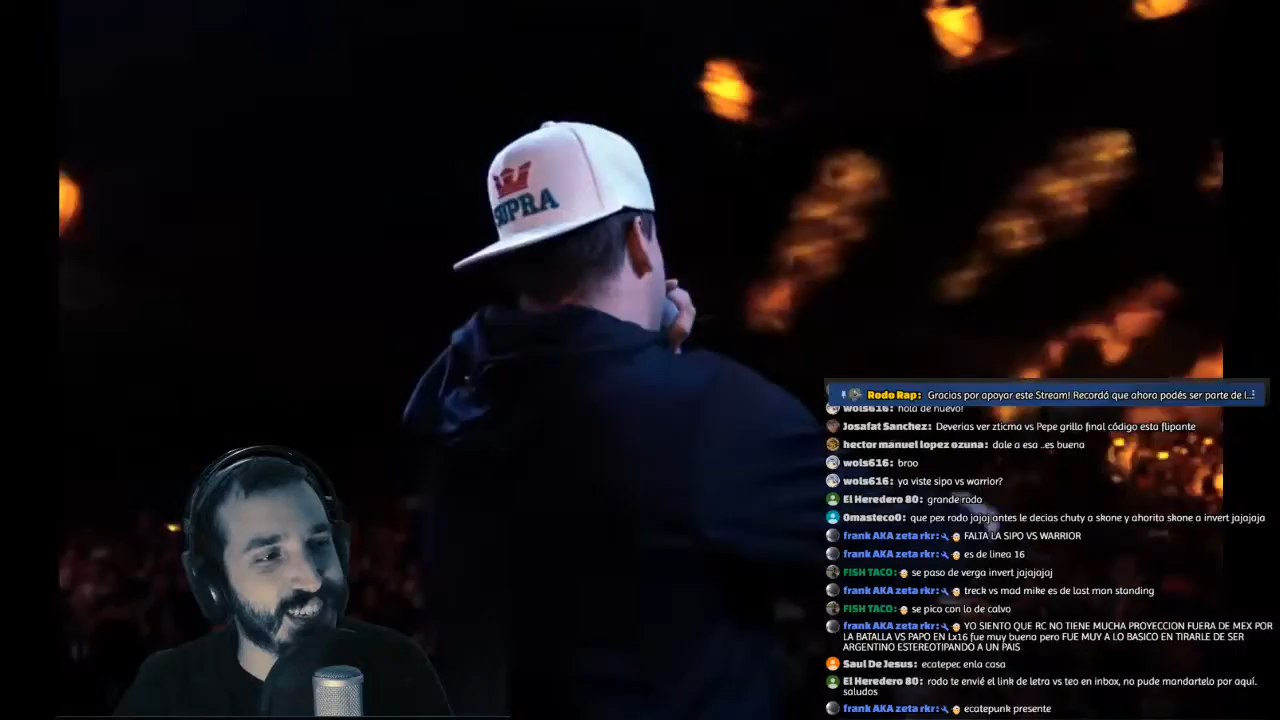 SUPRA
Rodo Rap: Gracias por apoyar este Stream! Recordá que ahora podés ser parte de l...
wols616: hola de nuevo!
Josafat Sanchez: Deverias ver zticma vs Pepe grillo final código esta flipante
hector manuel lopez ozuna: dale a esa ..es buena
wols616: broo
wols616: ya viste sipo vs warrior?
El Heredero 80: grande rodo
0masteco0: que pex rodo jajaj antes le decias chuty a skone y ahorita skone a invert jajajaja
frank AKA zeta rkr: FALTA LA SIPO VS WARRIOR
frank AKA zeta rkr: es de linea 16
FISH TACO: se paso de verga invert jajajajaj
frank AKA zeta rkr: treck vs mad mike es de last man standing
FISH TACO: se pico con lo de calvo
frank AKA zeta rkr: YO SIENTO QUE RC NO TIENE MUCHA PROYECCION FUERA DE MEX POR
LA BATALLA VS PAPO EN Lx16 fue muy buena pero FUE MUY A LO BASICO EN TIRARLE DE SER
ARGENTINO ESTEREOTIPANDO A UN PAIS
Saul De Jesus: ecatepec enla casa
El Heredero 80: rodo te envié el link de letra vs teo en inbox, no pude mandartelo por aquí.
saludos
frank AKA zeta rkr: ecatepunk presente